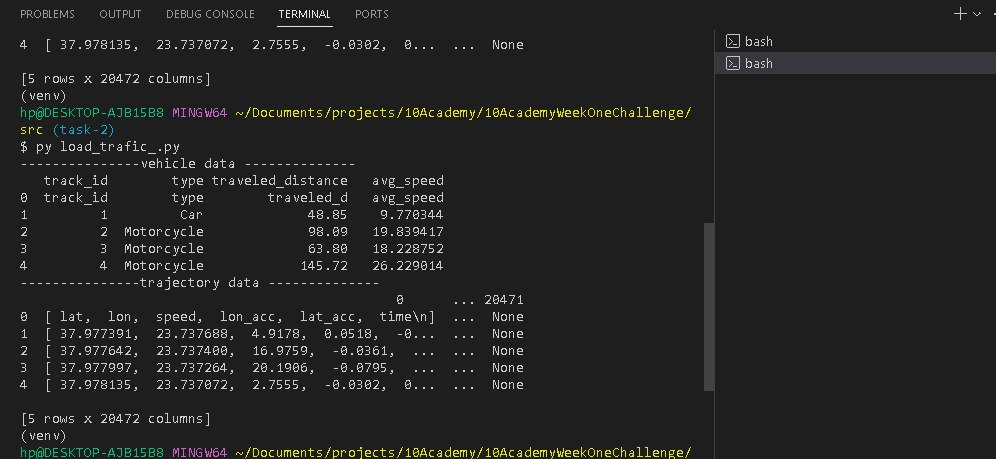 PROBLEMS OUTPUT DEBUG CONSOLE TERMINAL PORTS
4 [ 37.978135, 23.737072, 2.7555, -0.0302, 0... ... None
[5 rows x 20472 columns]
(venv)
hp@DESKTOP-AJB15B8 MINGW64 ~/Documents/projects/10Academy/10AcademyWeekOneChallenge/
src (task-2)
$ py load_trafic_.py
---------------vehicle data --------------
track_id type traveled_distance avg_speed
0 track_id type traveled_d avg_speed
1 1 Car 48.85 9.770344
2 2 Motorcycle 98.09 19.839417
3 3 Motorcycle 63.80 18.228752
4 4 Motorcycle 145.72 26.229014
---------------trajectory data --------------
0 ... 20471
0 [ lat, lon, speed, lon_acc, lat_acc, time\n] ... None
1 [ 37.977391, 23.737688, 4.9178, 0.0518, -0... ... None
2 [ 37.977642, 23.737400, 16.9759, -0.0361, ... ... None
3 [ 37.977997, 23.737264, 20.1906, -0.0795, ... ... None
4 [ 37.978135, 23.737072, 2.7555, -0.0302, 0... ... None
[5 rows x 20472 columns]
(venv)
hp@DESKTOP-AJB15B8 MINGW64 ~/Documents/projects/10Academy/10AcademyWeekOneChallenge/
bash
bash